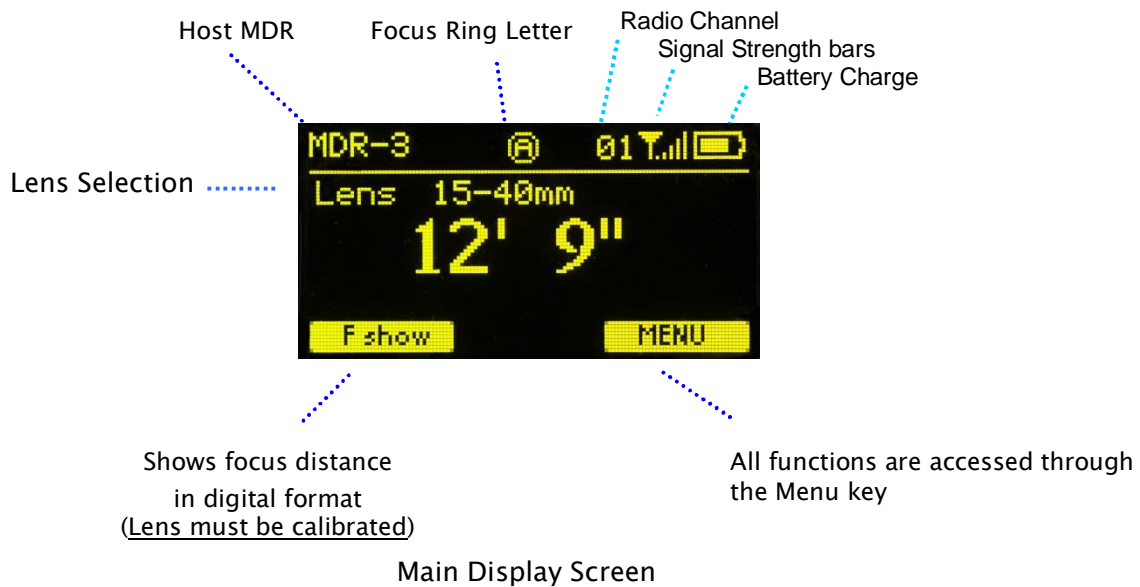 Host MDR
Focus Ring Letter
Radio Channel
Signal Strength bars
Battery Charge
MDR-3 A 01
Lens Selection
Lens 15-40mm
12' 9"
F show MENU
Shows focus distance
in digital format
(Lens must be calibrated)
All functions are accessed through
the Menu key
Main Display Screen